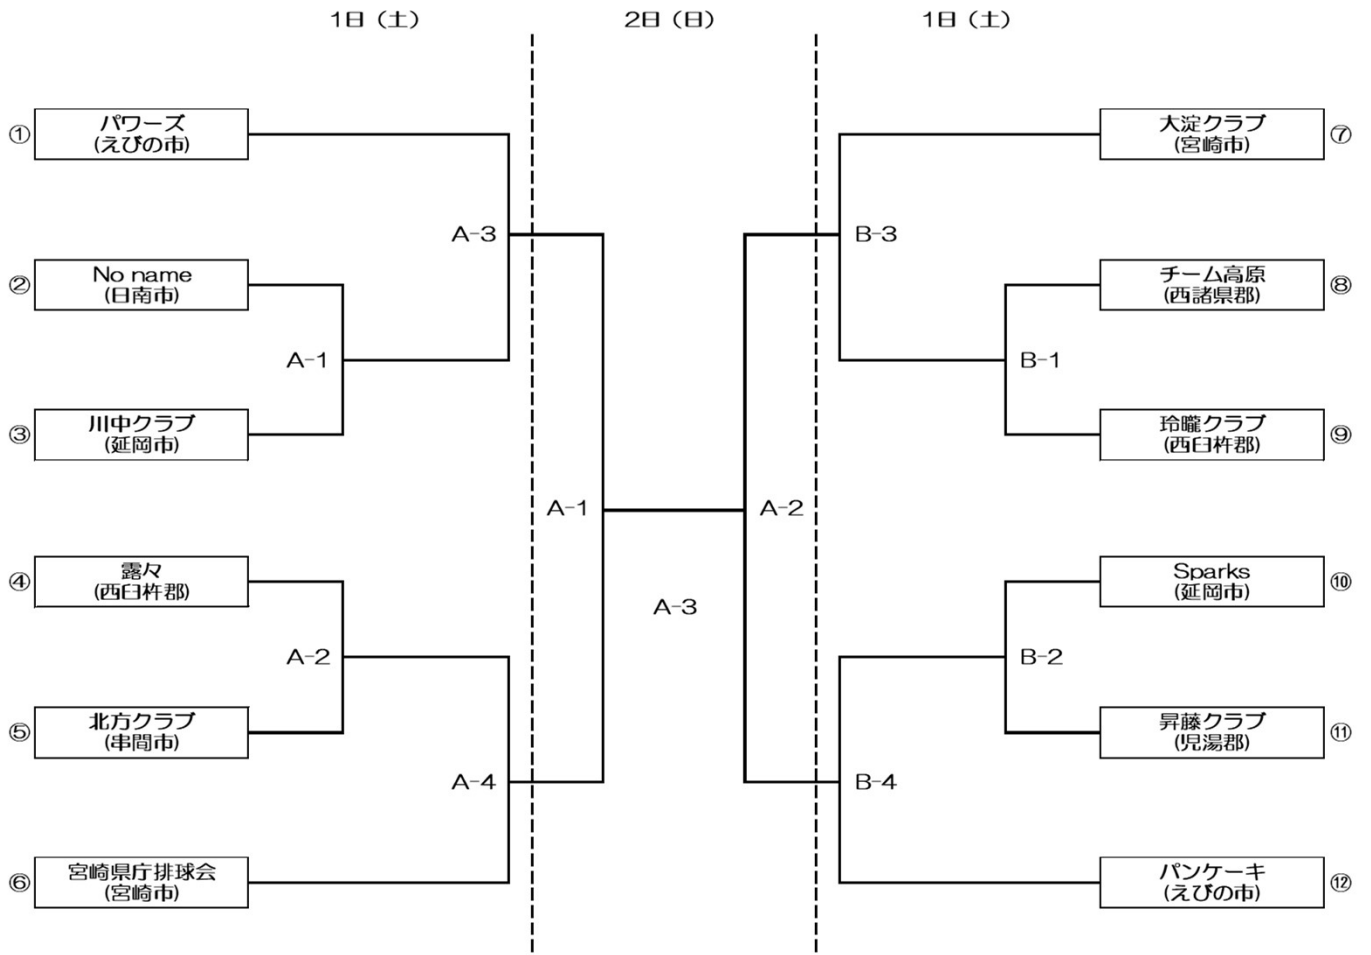 1日（土）
2日（日）
1日（土）
①
パワーズ
(えびの市)
A-3
②
No name
(日南市)
A-1
③
川中クラブ
(延岡市)
④
露々
(西臼杵郡)
A-2
⑤
北方クラブ
(串間市)
A-4
⑥
宮崎県庁排球会
(宮崎市)
A-1
A-3
A-2
大淀クラブ
(宮崎市)
⑦
B-3
チーム高原
(西諸県郡)
⑧
B-1
玲朧クラブ
(西臼杵郡)
⑨
Sparks
(延岡市)
⑩
B-2
昇藤クラブ
(児湯郡)
⑪
B-4
パンケーキ
(えびの市)
⑫